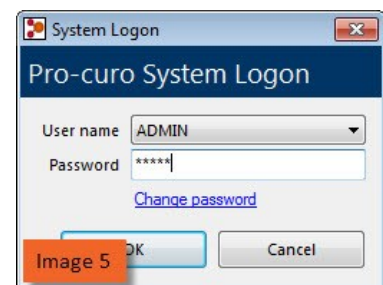 System Logon
Pro-curo System Logon
User name ADMIN
Password *****
Change password
Cancel
Image 5